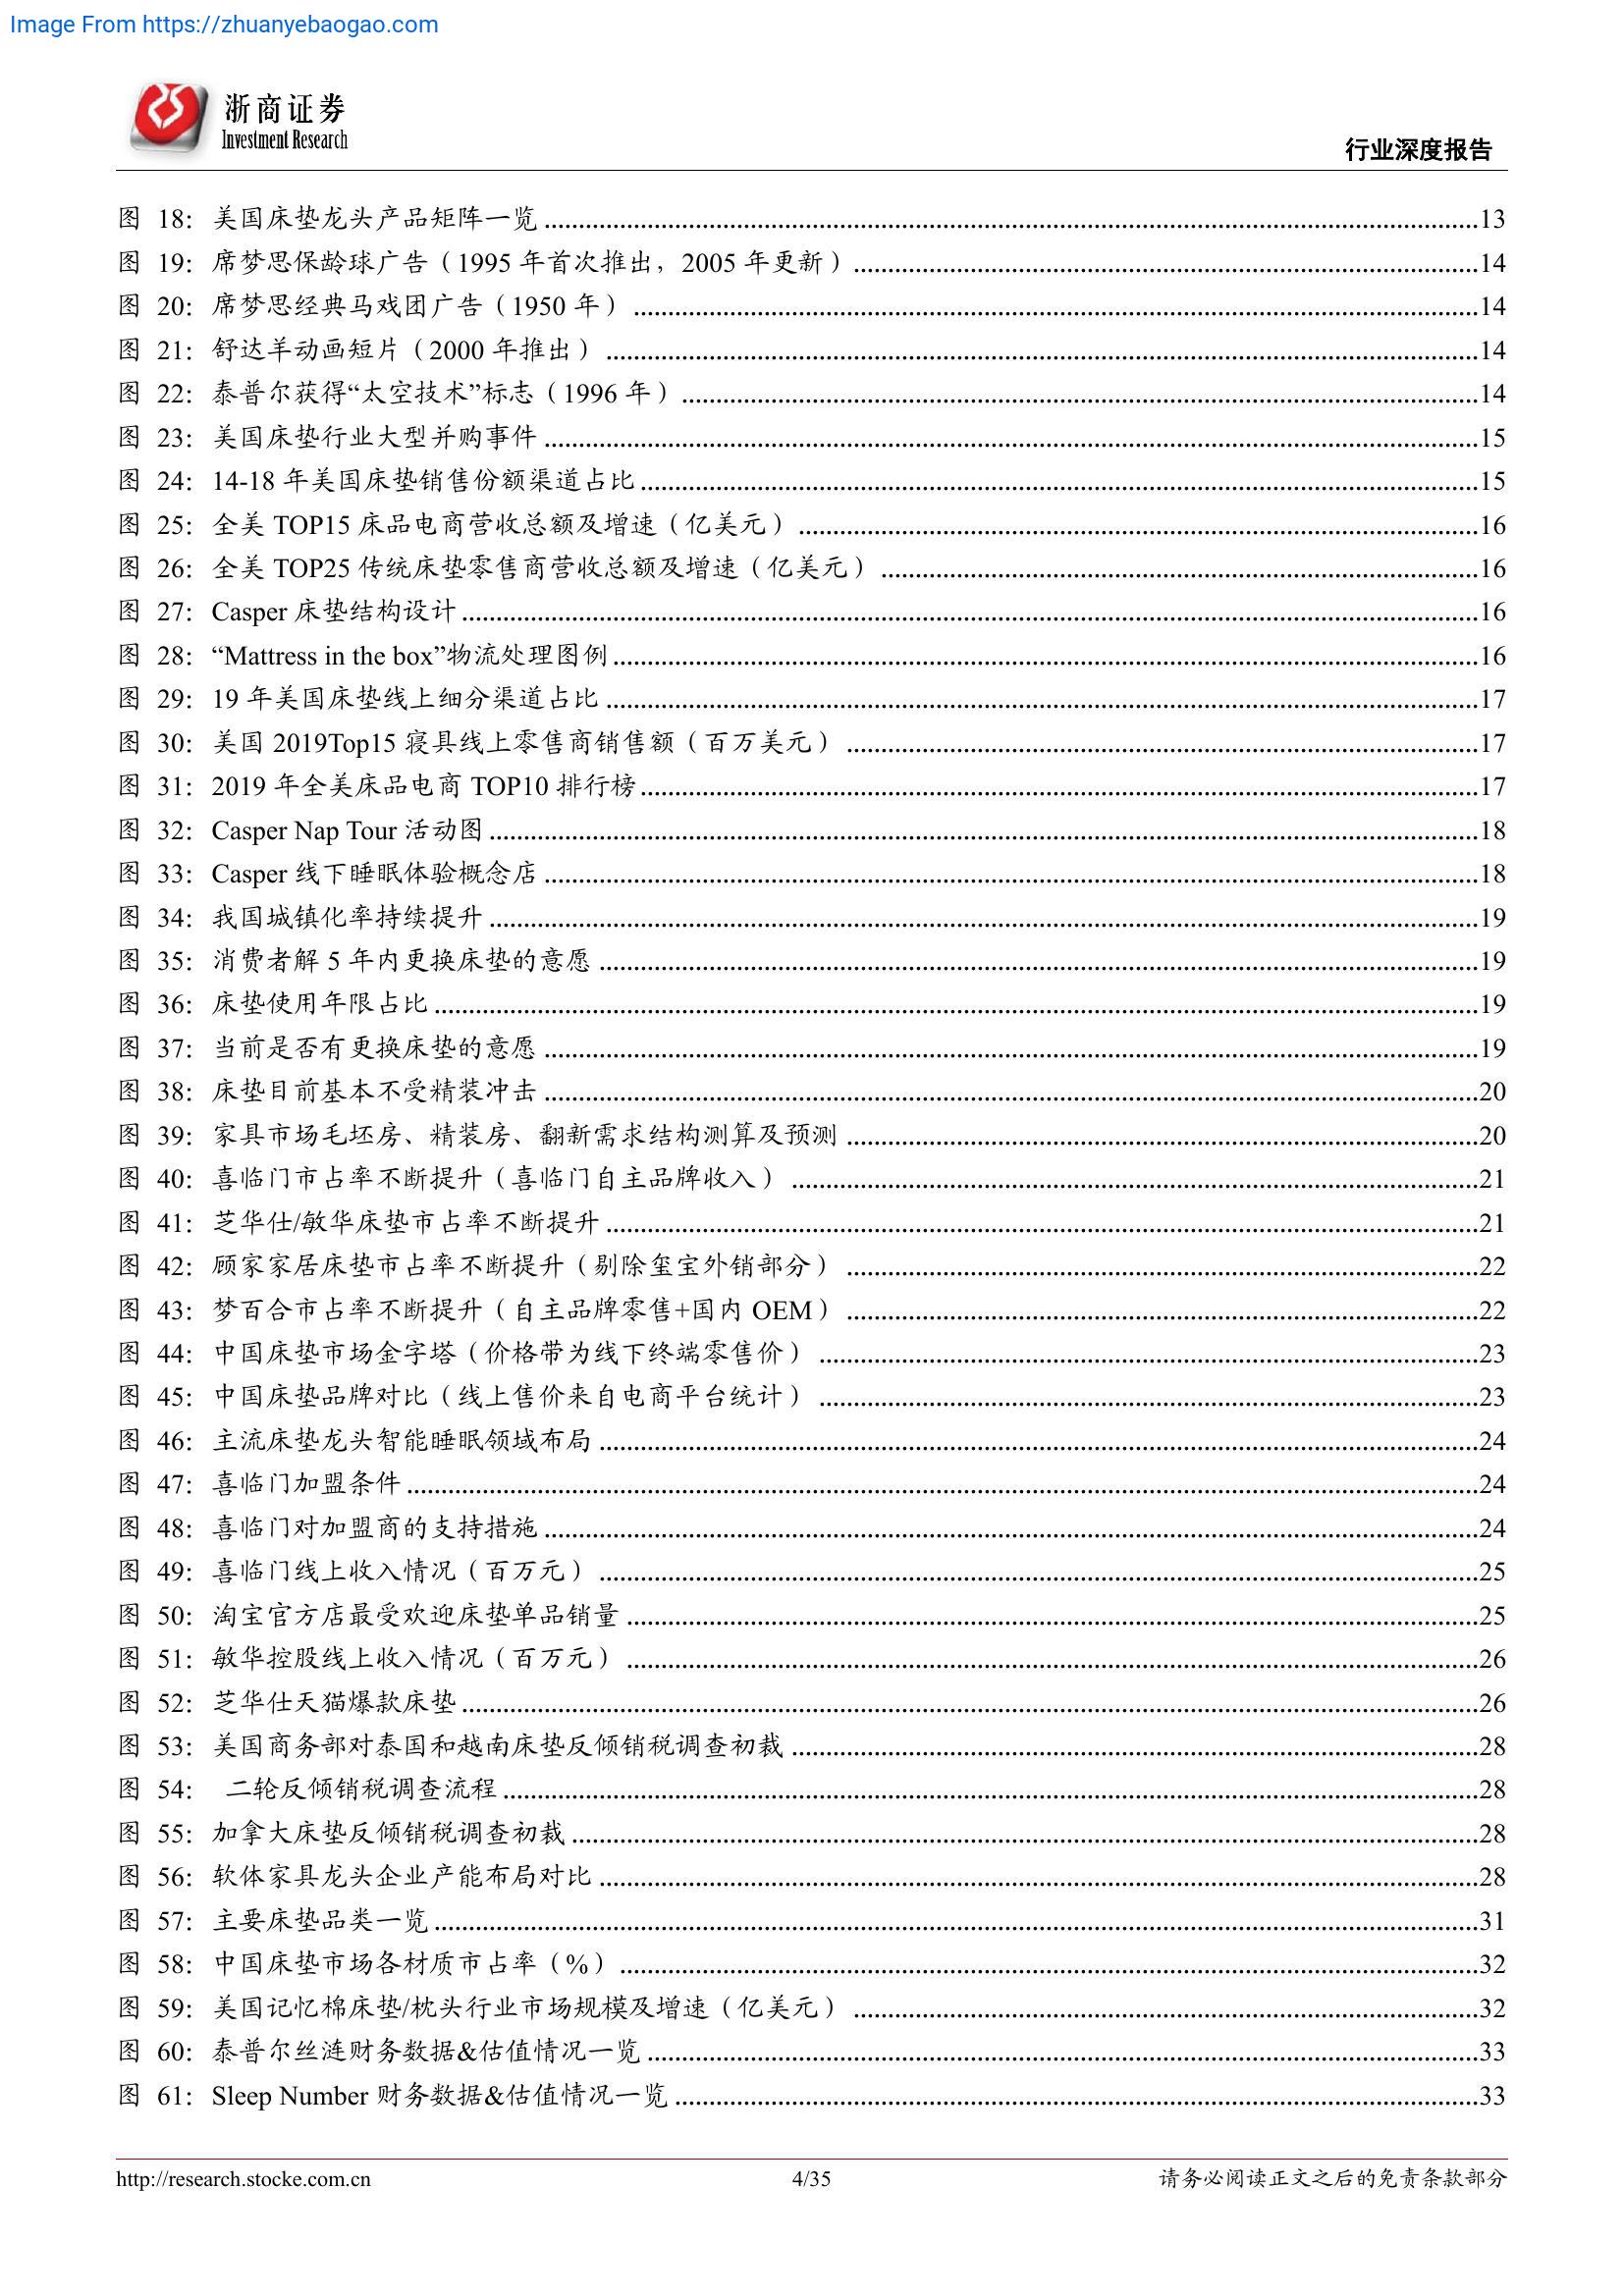 Image From https://zhuanyebaogao.com
浙商证券
Investment Research
行业深度报告
图 18：美国床垫龙头产品矩阵一览......13
图 19：席梦思保龄球广告（1995 年首次推出，2005 年更新）......14
图 20：席梦思经典马戏团广告（1950 年）......14
图 21：舒达羊动画短片（2000 年推出）......14
图 22：泰普尔获得“太空技术”标志（1996 年）......14
图 23：美国床垫行业大型并购事件......15
图 24：14-18 年美国床垫销售份额渠道占比......15
图 25：全美 TOP15 床品电商营收总额及增速（亿美元）......16
图 26：全美 TOP25 传统床垫零售商营收总额及增速（亿美元）......16
图 27：Casper 床垫结构设计......16
图 28：“Mattress in the box”物流处理图例......16
图 29：19 年美国床垫线上细分渠道占比......17
图 30：美国 2019Top15 寝具线上零售商销售额（百万美元）......17
图 31：2019 年全美床品电商 TOP10 排行榜......17
图 32：Casper Nap Tour 活动图......18
图 33：Casper 线下睡眠体验概念店......18
图 34：我国城镇化率持续提升......19
图 35：消费者解 5 年内更换床垫的意愿......19
图 36：床垫使用年限占比......19
图 37：当前是否有更换床垫的意愿......19
图 38：床垫目前基本不受精装冲击......20
图 39：家具市场毛坯房、精装房、翻新需求结构测算及预测......20
图 40：喜临门市占率不断提升（喜临门自主品牌收入）......21
图 41：芝华仕/敏华床垫市占率不断提升......21
图 42：顾家家居床垫市占率不断提升（剔除玺宝外销部分）......22
图 43：梦百合市占率不断提升（自主品牌零售+国内 OEM）......22
图 44：中国床垫市场金字塔（价格带为线下终端零售价）......23
图 45：中国床垫品牌对比（线上售价来自电商平台统计）......23
图 46：主流床垫龙头智能睡眠领域布局......24
图 47：喜临门加盟条件......24
图 48：喜临门对加盟商的支持措施......24
图 49：喜临门线上收入情况（百万元）......25
图 50：淘宝官方店最受欢迎床垫单品销量......25
图 51：敏华控股线上收入情况（百万元）......26
图 52：芝华仕天猫爆款床垫......26
图 53：美国商务部对泰国和越南床垫反倾销税调查初裁......28
图 54： 二轮反倾销税调查流程......28
图 55：加拿大床垫反倾销税调查初裁......28
图 56：软体家具龙头企业产能布局对比......28
图 57：主要床垫品类一览......31
图 58：中国床垫市场各材质市占率（%）......32
图 59：美国记忆棉床垫/枕头行业市场规模及增速（亿美元）......32
图 60：泰普尔丝涟财务数据&估值情况一览......33
图 61：Sleep Number 财务数据&估值情况一览......33
http://research.stocke.com.cn
4/35
请务必阅读正文之后的免责条款部分